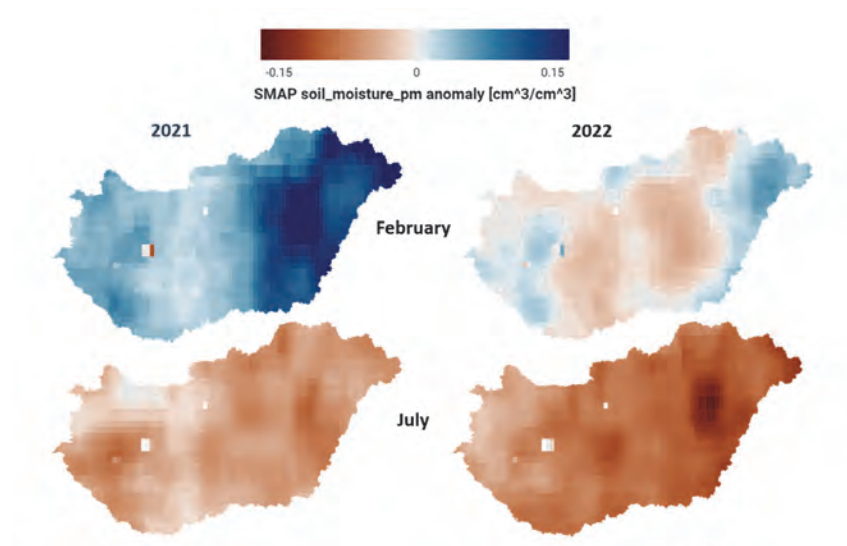 -0.15 0 0.15
SMAP soil_moisture_pm anomaly [cm^3/cm^3]
2021 2022
February
July